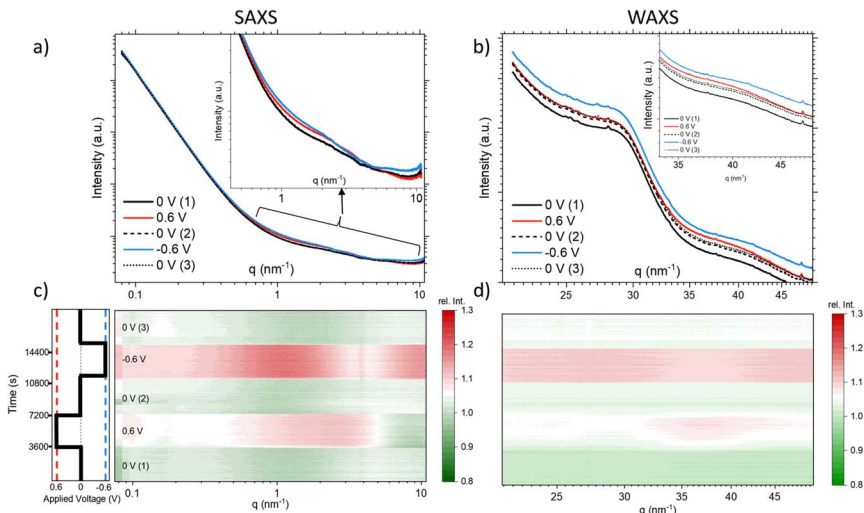 SAXS
WAXS
a)
Intensity (a.u.)
0.1
1
10
q (nm⁻¹)
0 V (1)
0.6 V
0 V (2)
-0.6 V
0 V (3)
Intensity (a.u.)
1
10
q (nm⁻¹)
b)
Intensity (a.u.)
25
30
35
40
45
q (nm⁻¹)
0 V (1)
0.6 V
0 V (2)
-0.6 V
0 V (3)
Intensity (a.u.)
35
40
45
q (nm⁻¹)
0 V (1)
0.6 V
0 V (2)
-0.6 V
0 V (3)
c)
Time (s)
14400
10800
7200
3600
0.6 0 -0.6
Applied Voltage (V)
0 V (3)
-0.6 V
0 V (2)
0.6 V
0 V (1)
0.1
1
10
q (nm⁻¹)
rel. Int.
1.3
1.2
1.1
1.0
0.9
0.8
d)
25
30
35
40
45
q (nm⁻¹)
rel. Int.
1.3
1.2
1.1
1.0
0.9
0.8